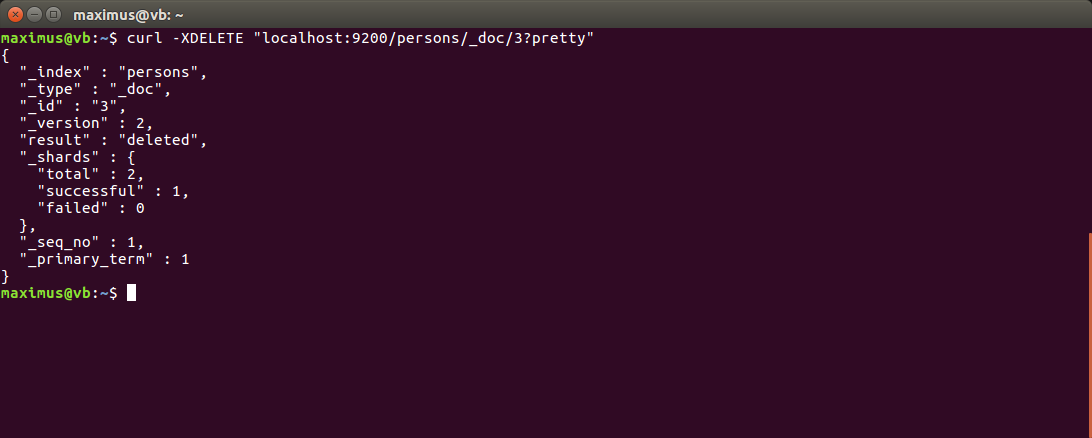 maximus@vb: ~
maximus@vb:~$ curl -XDELETE "localhost:9200/persons/_doc/3?pretty"
{
  "_index" : "persons",
  "_type" : "_doc",
  "_id" : "3",
  "_version" : 2,
  "result" : "deleted",
  "_shards" : {
    "total" : 2,
    "successful" : 1,
    "failed" : 0
  },
  "_seq_no" : 1,
  "_primary_term" : 1
}
maximus@vb:~$